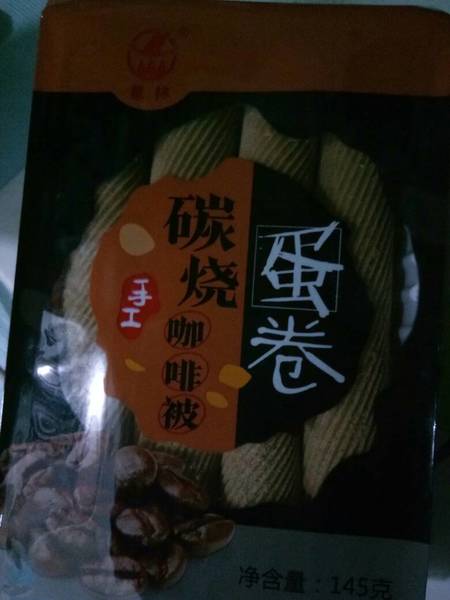 碳烧
咖啡被
手工
蛋卷
净含量：145克